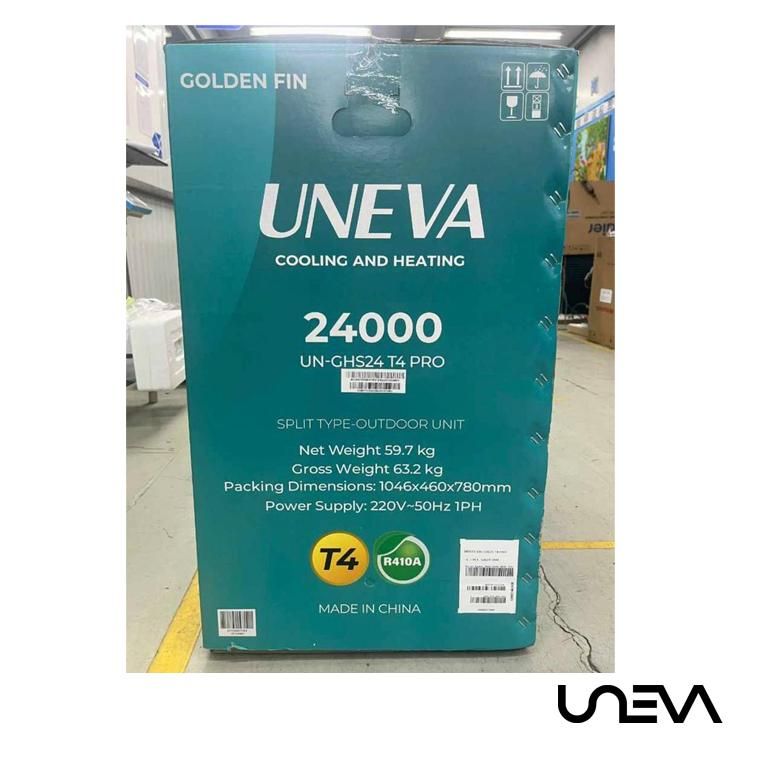 GOLDEN FIN
UNEVA
COOLING AND HEATING
24000
UN-GHS24 T4 PRO
SPLIT TYPE-OUTDOOR UNIT
Net Weight 59.7 kg
Gross Weight 63.2 kg
Packing Dimensions: 1046x460x780mm
Power Supply: 220V~50Hz 1PH
T4
R410A
MADE IN CHINA
UNEVA